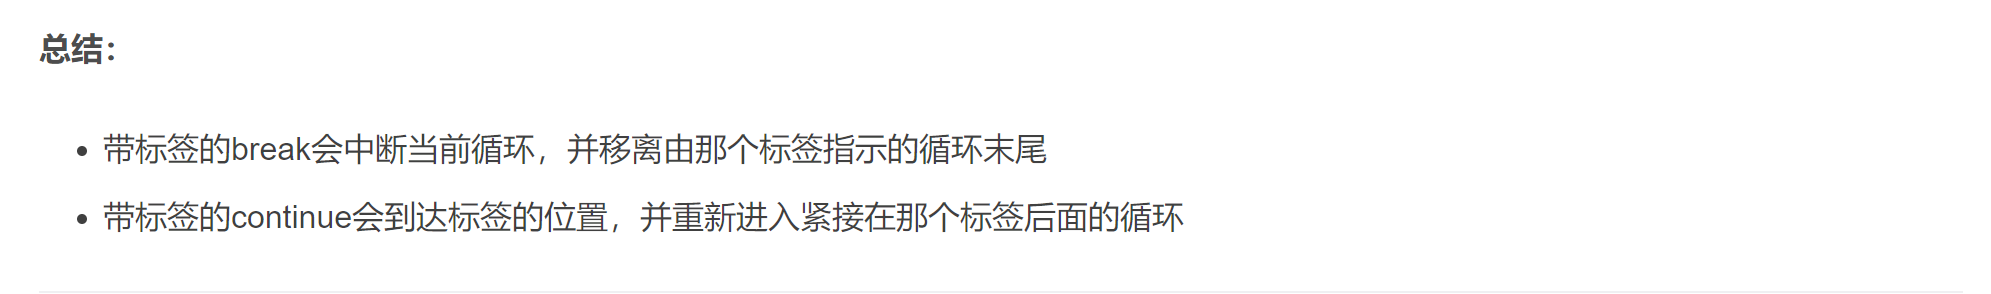 总结：
带标签的break会中断当前循环，并移离由那个标签指示的循环末尾
带标签的continue会到达标签的位置，并重新进入紧接在那个标签后面的循环